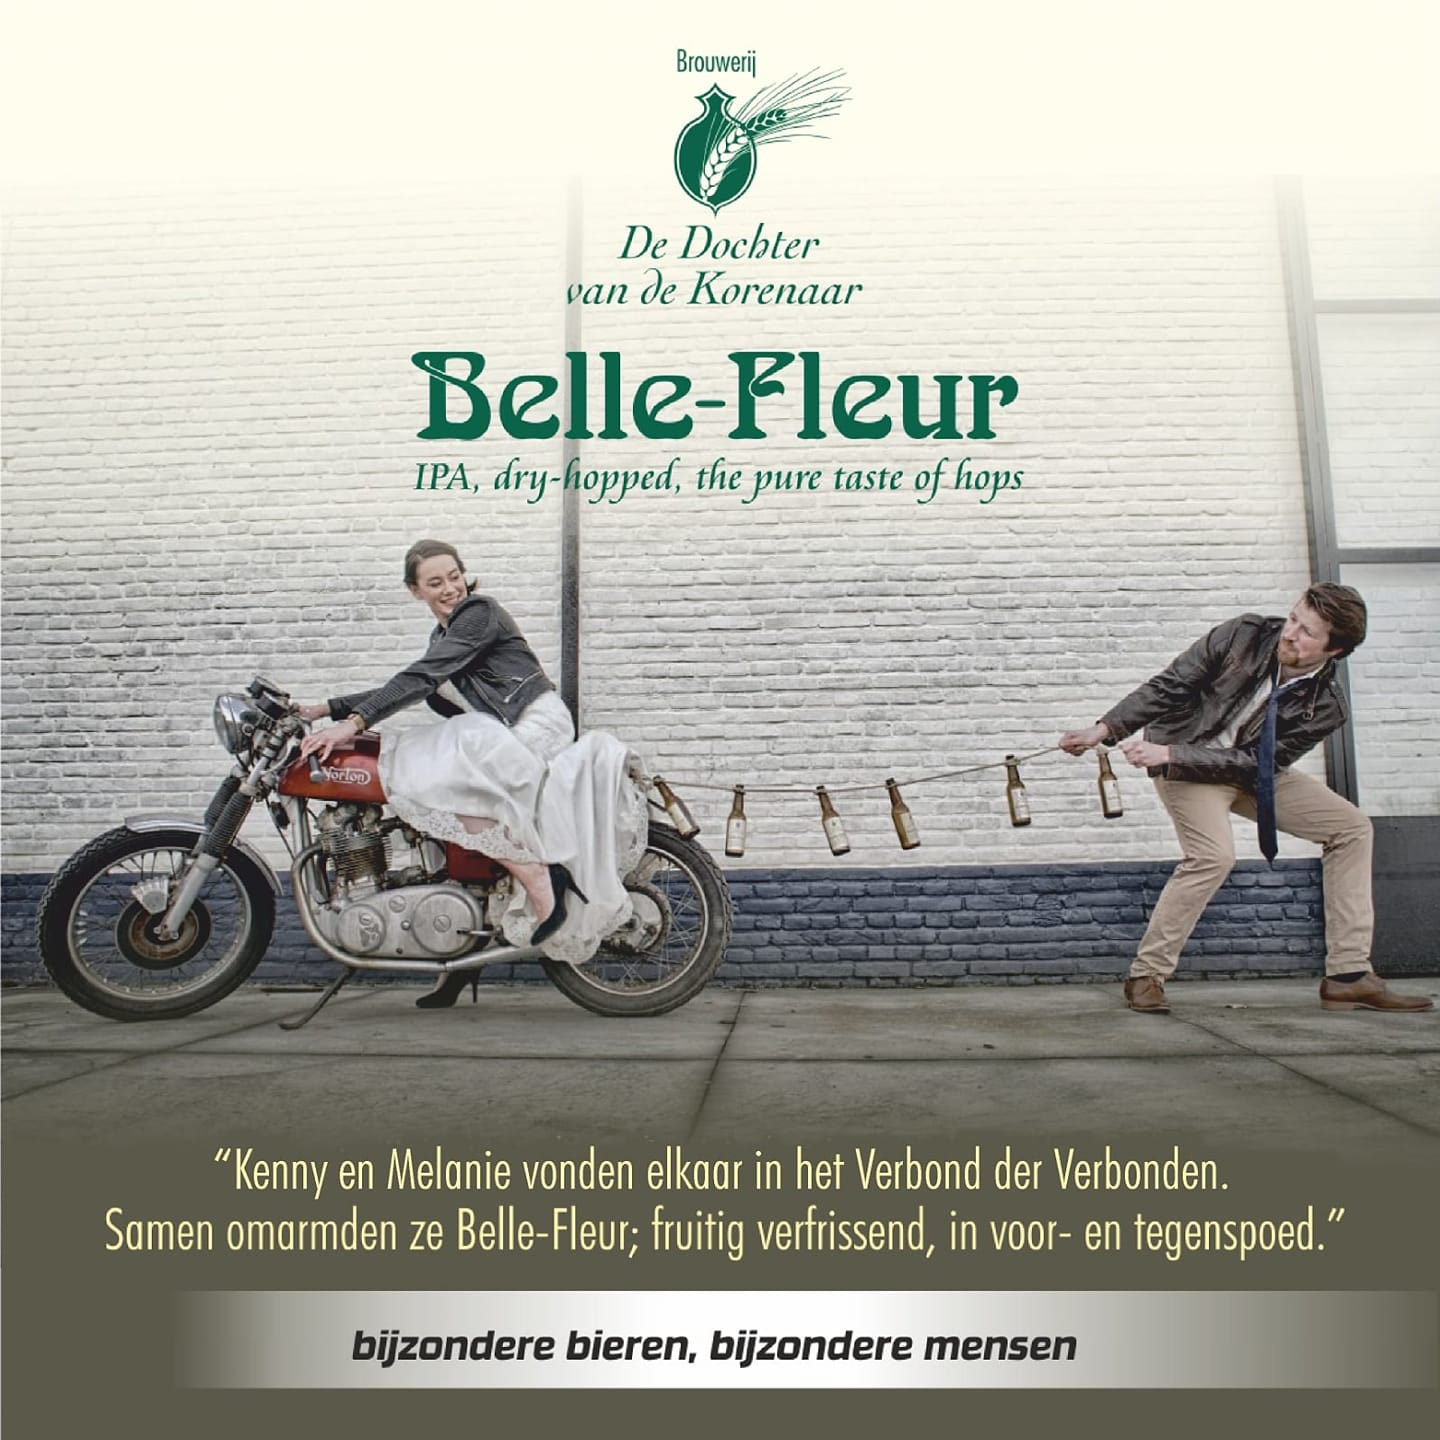 Brouwerij
De Dochter
van de Korenaar
Belle-Fleur
IPA, dry-hopped, the pure taste of hops
Norton
“Kenny en Melanie vonden elkaar in het Verbond der Verbonden.
Samen omarmden ze Belle-Fleur; fruitig verfrissend, in voor- en tegenspoed.”
bijzondere bieren, bijzondere mensen